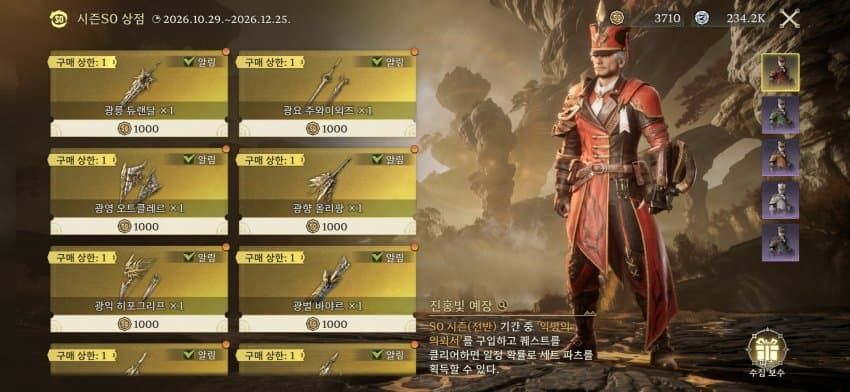 시즌SO 상점 2026.10.29.~2026.12.25.
3710 234.2K
구매 상한: 1 알림
광릉 듀랜달 ×1
1000
구매 상한: 1 알림
광요 주와이외즈 ×1
1000
구매 상한: 1 알림
광영 오트클레르 ×1
1000
구매 상한: 1 알림
광향 올리팡 ×1
1000
구매 상한: 1 알림
광익 히포그리프 ×1
1000
구매 상한: 1 알림
광벌 바야르 ×1
1000
구매 상한: 1 알림
구매 상한: 1 알림
진홍빛 예장
SO 시즌(전반) 기간 중 '익명의
의뢰서'를 구입하고 퀘스트를
클리어하면 일정 확률로 세트 파츠를
획득할 수 있다.
수집 보수